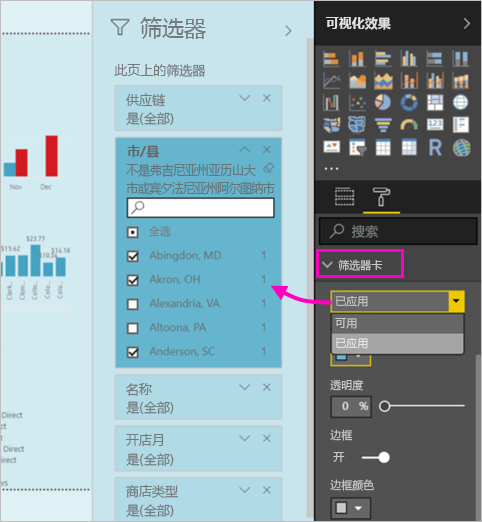 筛选器
此页上的筛选器
供应链
是(全部)
市/县
不是弗吉尼亚州亚历山大
市或宾夕法尼亚州阿尔图纳市
全选
Abingdon, MD 1
Akron, OH 1
Alexandria, VA 1
Altoona, PA 1
Anderson, SC 1
名称
是(全部)
开店月
是(全部)
商店类型
是(全部)
Nov Dec
$15.62 $23.77 $10.34 $14.18
Direct
Direct
irect
可视化效果
R
...
搜索
筛选器卡
已应用
可用
已应用
透明度
0 %
边框
开
边框颜色